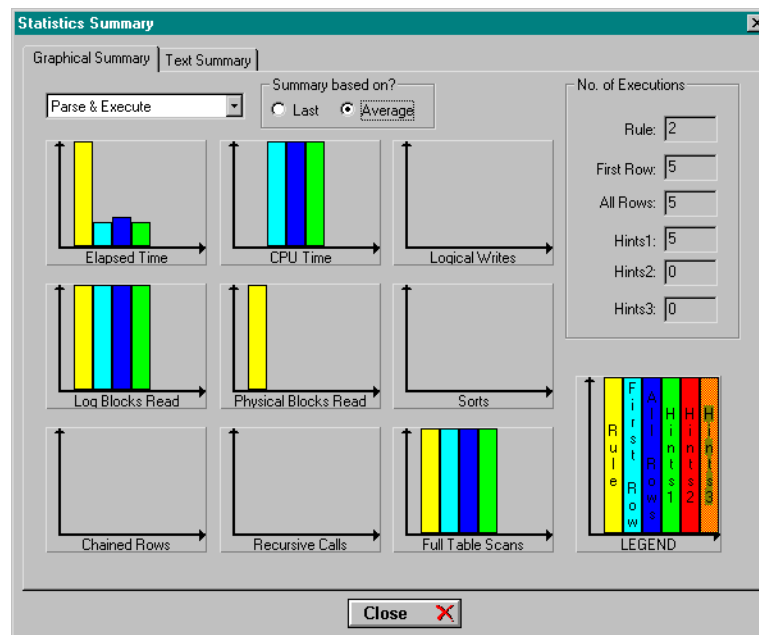 Statistics Summary
Graphical Summary
Text Summary
Parse & Execute
Summary based on?
Last
Average
No. of Executions
Rule: 2
First Row: 5
All Rows: 5
Hints1: 5
Hints2: 0
Hints3: 0
Elapsed Time
CPU Time
Logical Writes
Log Blocks Read
Physical Blocks Read
Sorts
Chained Rows
Recursive Calls
Full Table Scans
Rule
First Row
All Rows
Hints1
Hints2
Hints3
LEGEND
Close